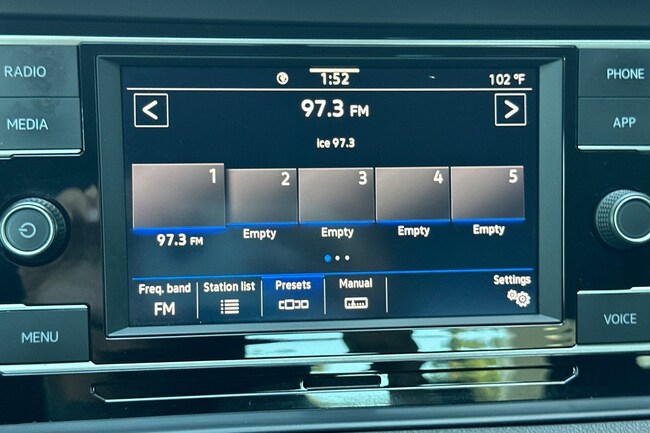 RADIO
MEDIA
MENU
1:52
102 °F
97.3 FM
Ice 97.3
1
2
3
4
5
97.3 FM
Empty
Empty
Empty
Empty
Freq. band
FM
Station list
Presets
Manual
Settings
PHONE
APP
VOICE